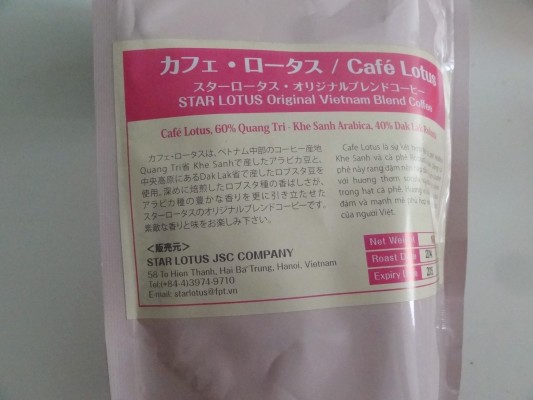 カフェ・ロータス / Café Lotus
スターロータス・オリジナルブレンドコーヒー
STAR LOTUS Original Vietnam Blend Coffee
Café Lotus, 60% Quang Tri - Khe Sanh Arabica, 40% Dak Lak
カフェ・ロータスは、ベトナム中部のコーヒー産地
Quang Tri省 Khe Sanhで産したアラビカ豆と、
中央高原にあるDak Lak省で産したロブスタ豆を
使用。深めに焙煎したロブスタ種の香ばしさが、
アラビカ種の豊かな香りを更に引き立たせた
スターロータスのオリジナルブレンドコーヒーです。
素敵な香りと味をお楽しみ下さい。
Cafe Lotus là sự kết
Khe Sanh và cà phê
phê này rang đậm
với hương thơm
trong hạt cà phê. Hương
đậm và mạnh mẽ
của người Việt.
<販売元>
STAR LOTUS JSC COMPANY
56 To Hien Thanh, Hai Ba Trung, Hanoi, Vietnam
Tel:(+84-4)3974-9710
E-mail: starlotus@fpt.vn
Net Weight
Roast Date
Expiry